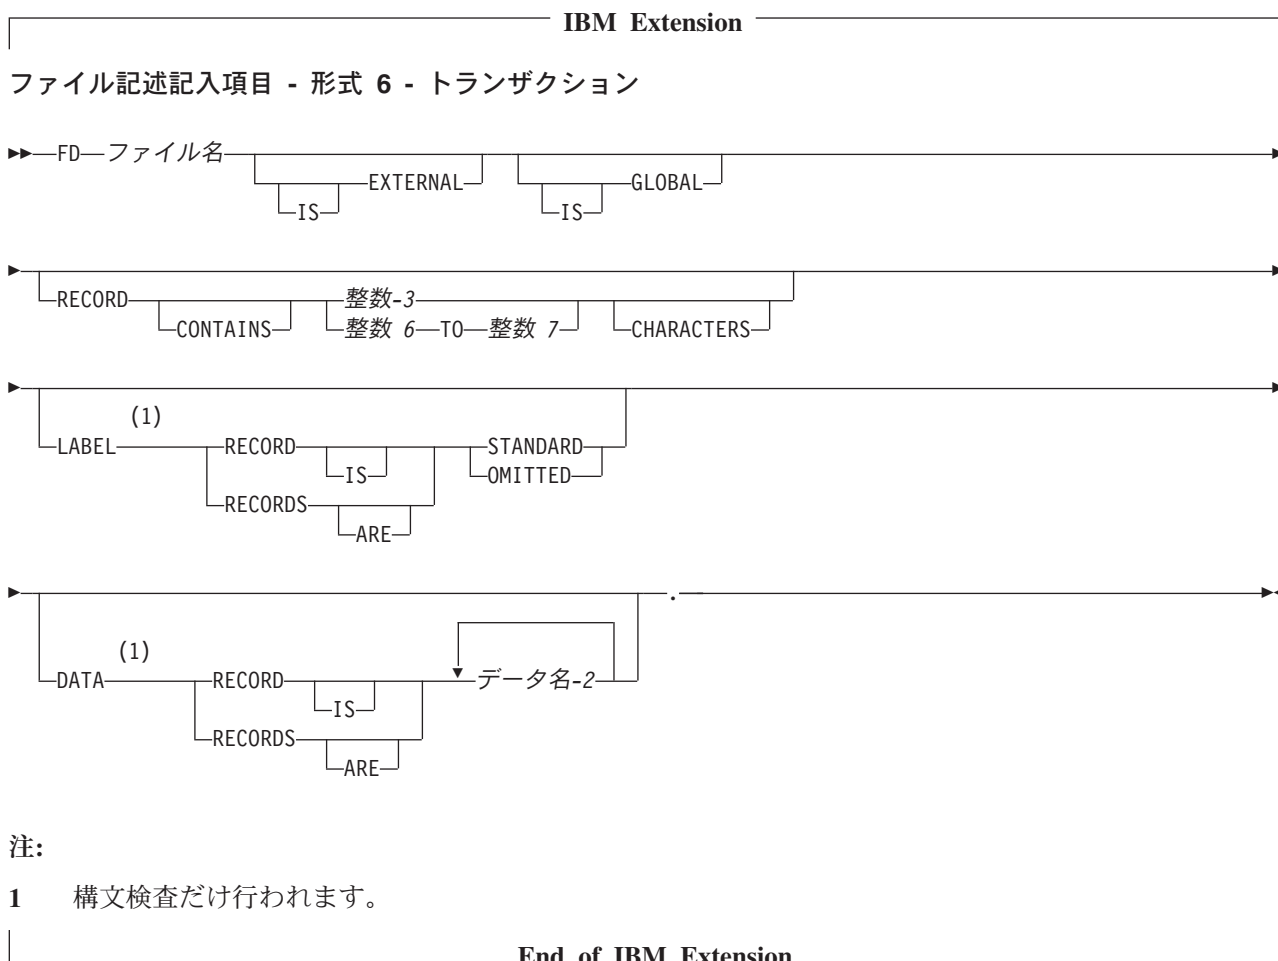 IBM Extension
ファイル記述記入項目 - 形式 6 - トランザクション
FD ファイル名
EXTERNAL GLOBAL
IS IS
RECORD 整数-3
CONTAINS 整数 6 TO 整数 7 CHARACTERS
(1)
LABEL RECORD STANDARD
IS OMITTED
RECORDS
ARE
.
(1)
DATA RECORD データ名-2
IS
RECORDS
ARE
注:
1 構文検査だけ行われます。
End of IBM Extension